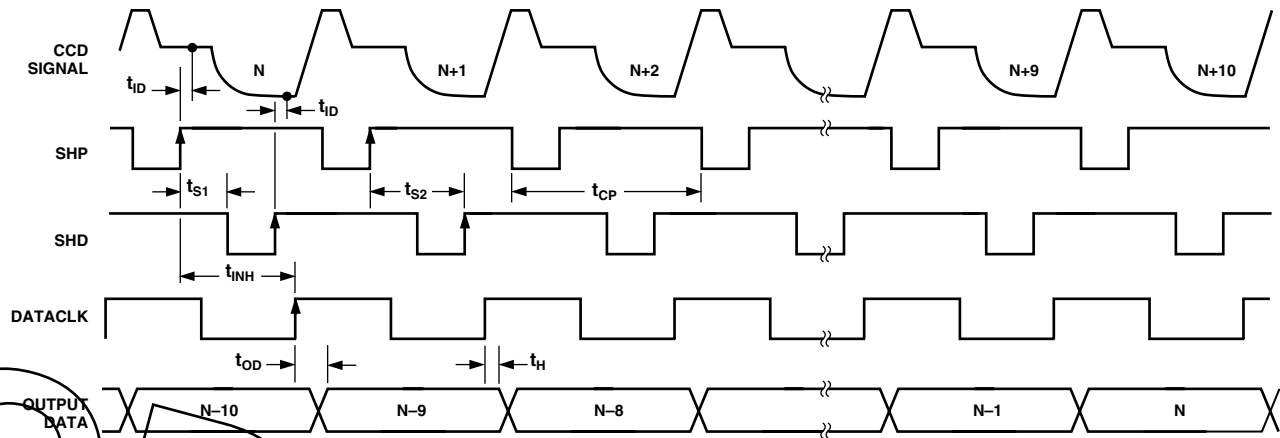 CCD
SIGNAL
N
N+1
N+2
N+9
N+10
tID
tID
SHP
tS1
tS2
tCP
SHD
tINH
DATACLK
tOD
tH
OUTPUT
DATA
N–10
N–9
N–8
N–1
N